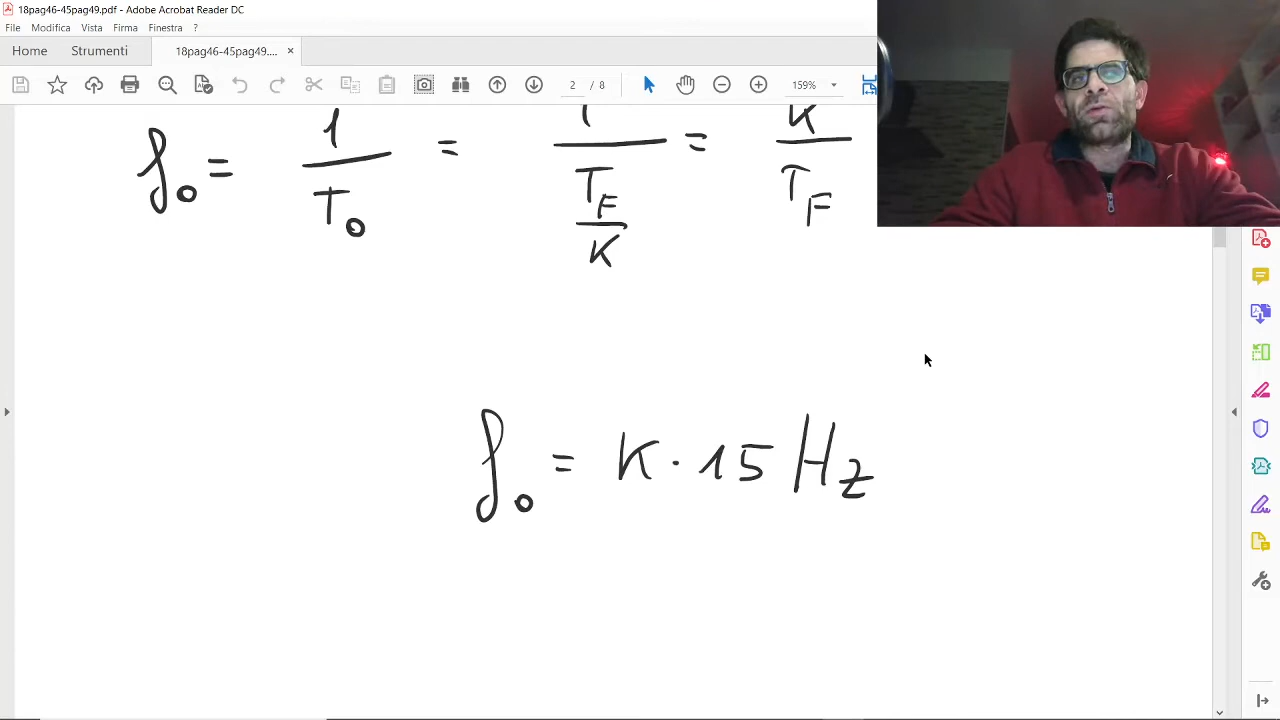 18pag46-45pag49.pdf - Adobe Acrobat Reader DC
File Modifica Vista Firma Finestra ?
Home Strumenti 18pag46-45pag49.... ×
2 / 8 159%
f₀ = 1/T₀ = 1/(T_F/K) = K/T_F
f₀ = K · 15 Hz